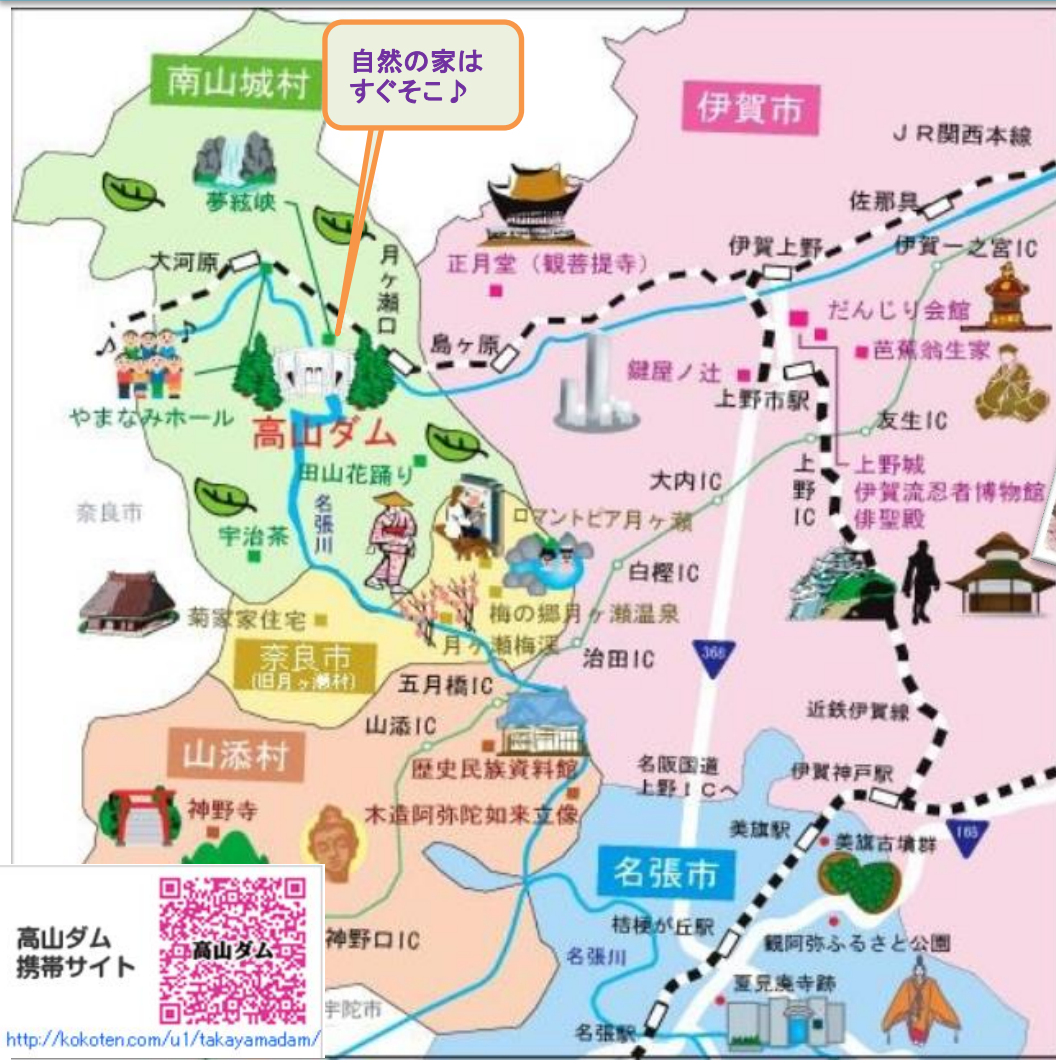 自然の家は
すぐそこ♪
南山城村
伊賀市
JR関西本線
夢絃峡
佐那具
大河原
月ヶ瀬口
正月堂（観菩提寺）
伊賀上野
伊賀一之宮IC
だんじり会館
島ヶ原
芭蕉翁生家
鍵屋ノ辻
上野市駅
やまなみホール
高山ダム
友生IC
田山花踊り
上野IC
上野城
伊賀流忍者博物館
俳聖殿
大内IC
奈良市
名張川
ロマントピア月ヶ瀬
宇治茶
白樫IC
菊家家住宅
梅の郷月ヶ瀬温泉
月ヶ瀬梅渓
奈良市
(旧月ヶ瀬村)
治田IC
368
五月橋IC
山添IC
近鉄伊賀線
山添村
歴史民族資料館
名阪国道
上野ICへ
伊賀神戸駅
神野寺
木造阿弥陀如来立像
美旗駅
美旗古墳群
165
名張市
高山ダム
携帯サイト
高山ダム
神野口IC
桔梗が丘駅
名張川
観阿弥ふるさと公園
夏見廃寺跡
宇陀市
名張駅
http://kokoten.com/u1/takayamadam/